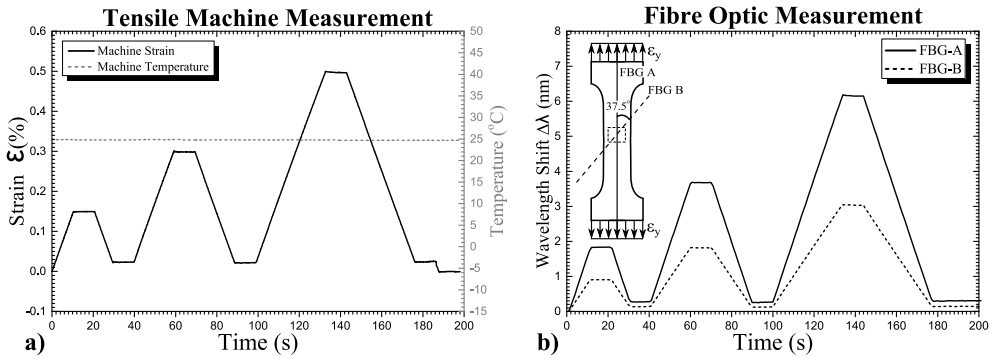 Tensile Machine Measurement
Machine Strain
Machine Temperature
Strain ε(%)
0.6
0.5
0.4
0.3
0.2
0.1
0.0
-0.1
50
45
40
35
30
25
20
15
10
5
0
-5
-10
-15
Temperature (°C)
0 20 40 60 80 100 120 140 160 180 200
a) Time (s)
Fibre Optic Measurement
FBG-A
FBG-B
εy
FBG A
FBG B
37.5°
εy
Wavelength Shift Δλ (nm)
8
7
6
5
4
3
2
1
0
0 20 40 60 80 100 120 140 160 180 200
b) Time (s)